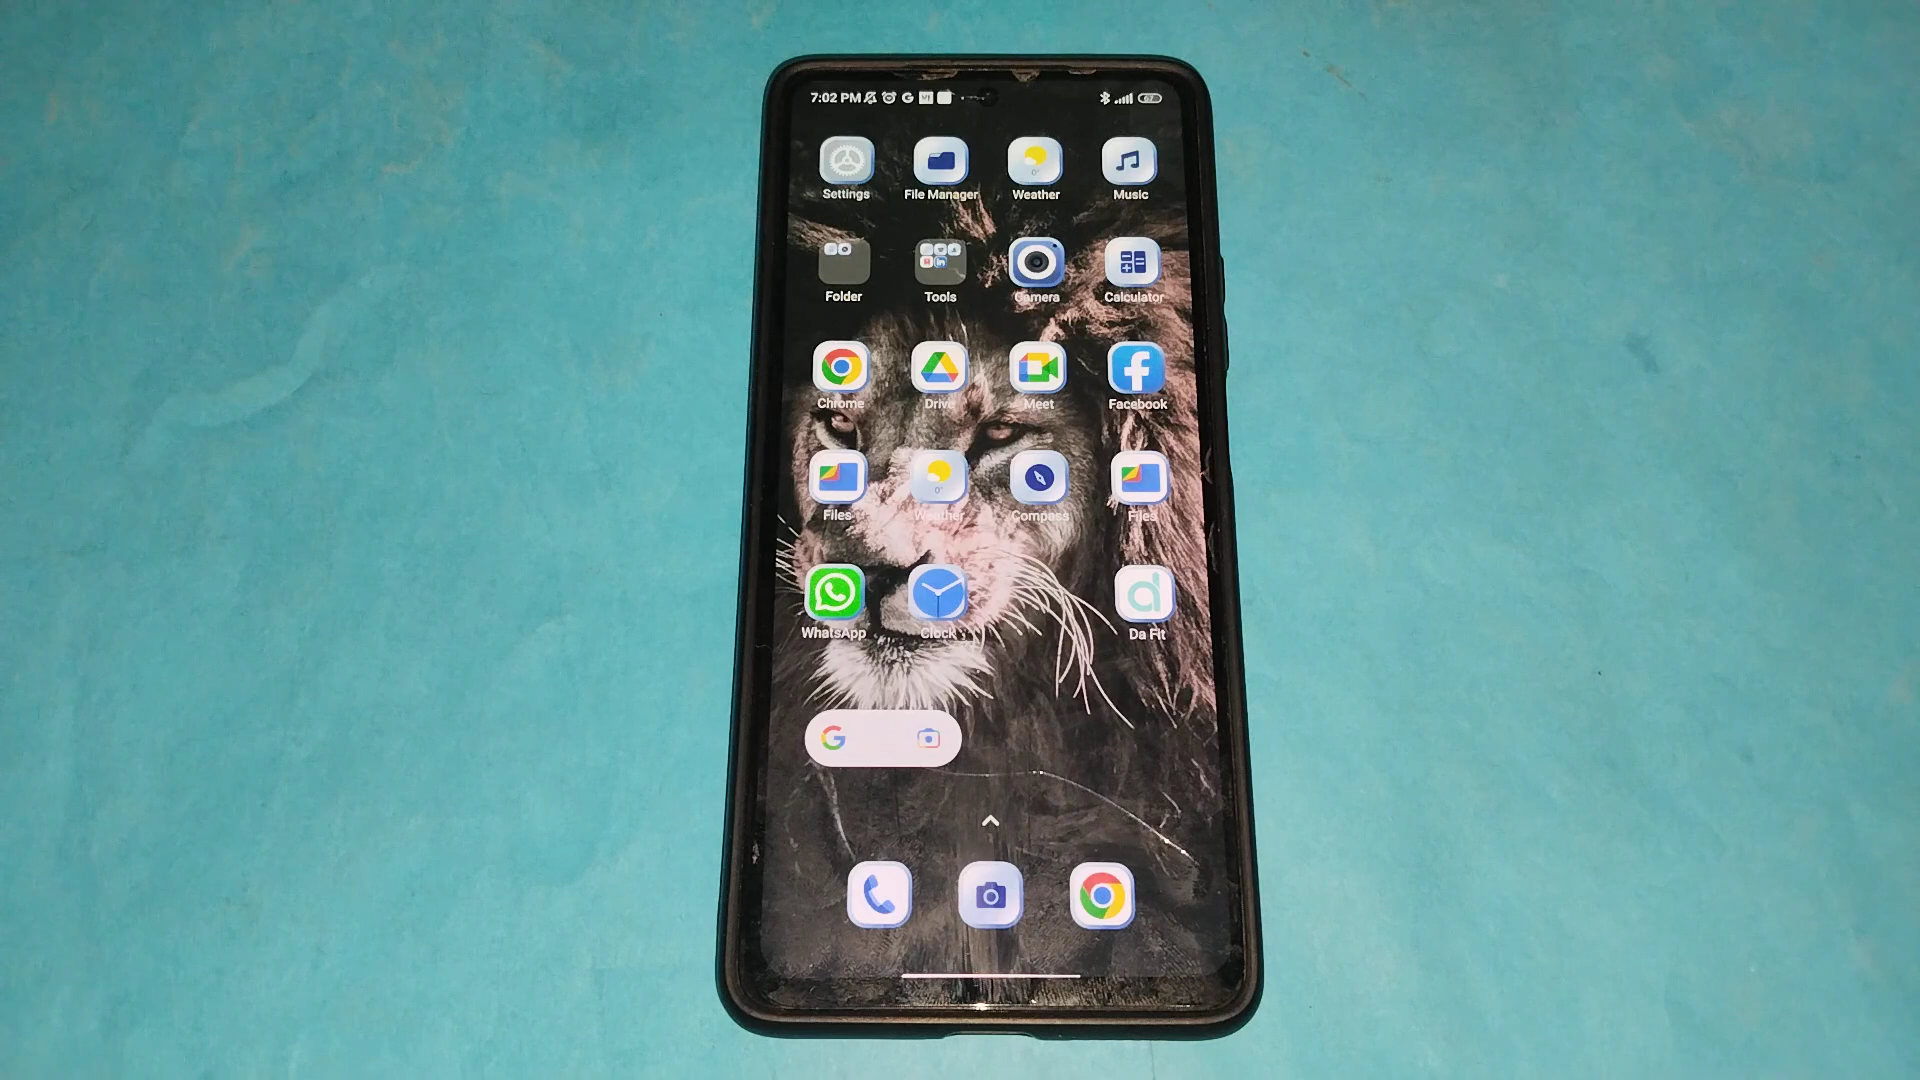 7:02 PM 67
Settings File Manager Weather Music
Folder Tools Camera Calculator
Chrome Drive Meet Facebook
Files Weather Compass Files
WhatsApp Clock Da Fit